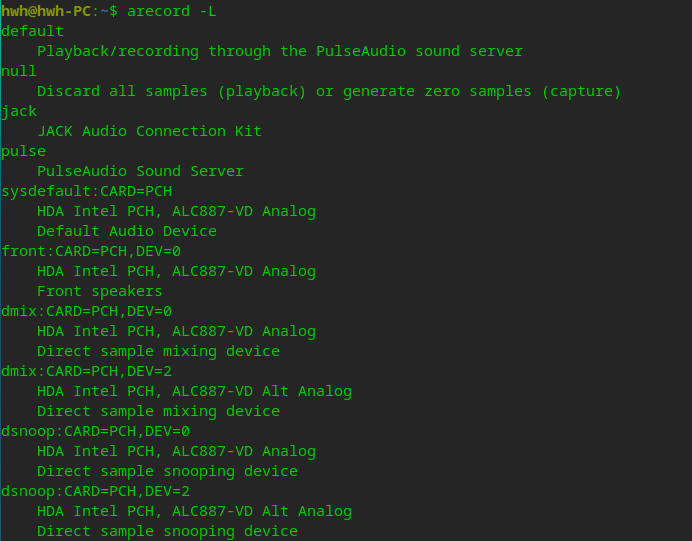 hwh@hwh-PC:~$ arecord -L
default
    Playback/recording through the PulseAudio sound server
null
    Discard all samples (playback) or generate zero samples (capture)
jack
    JACK Audio Connection Kit
pulse
    PulseAudio Sound Server
sysdefault:CARD=PCH
    HDA Intel PCH, ALC887-VD Analog
    Default Audio Device
front:CARD=PCH,DEV=0
    HDA Intel PCH, ALC887-VD Analog
    Front speakers
dmix:CARD=PCH,DEV=0
    HDA Intel PCH, ALC887-VD Analog
    Direct sample mixing device
dmix:CARD=PCH,DEV=2
    HDA Intel PCH, ALC887-VD Alt Analog
    Direct sample mixing device
dsnoop:CARD=PCH,DEV=0
    HDA Intel PCH, ALC887-VD Analog
    Direct sample snooping device
dsnoop:CARD=PCH,DEV=2
    HDA Intel PCH, ALC887-VD Alt Analog
    Direct sample snooping device